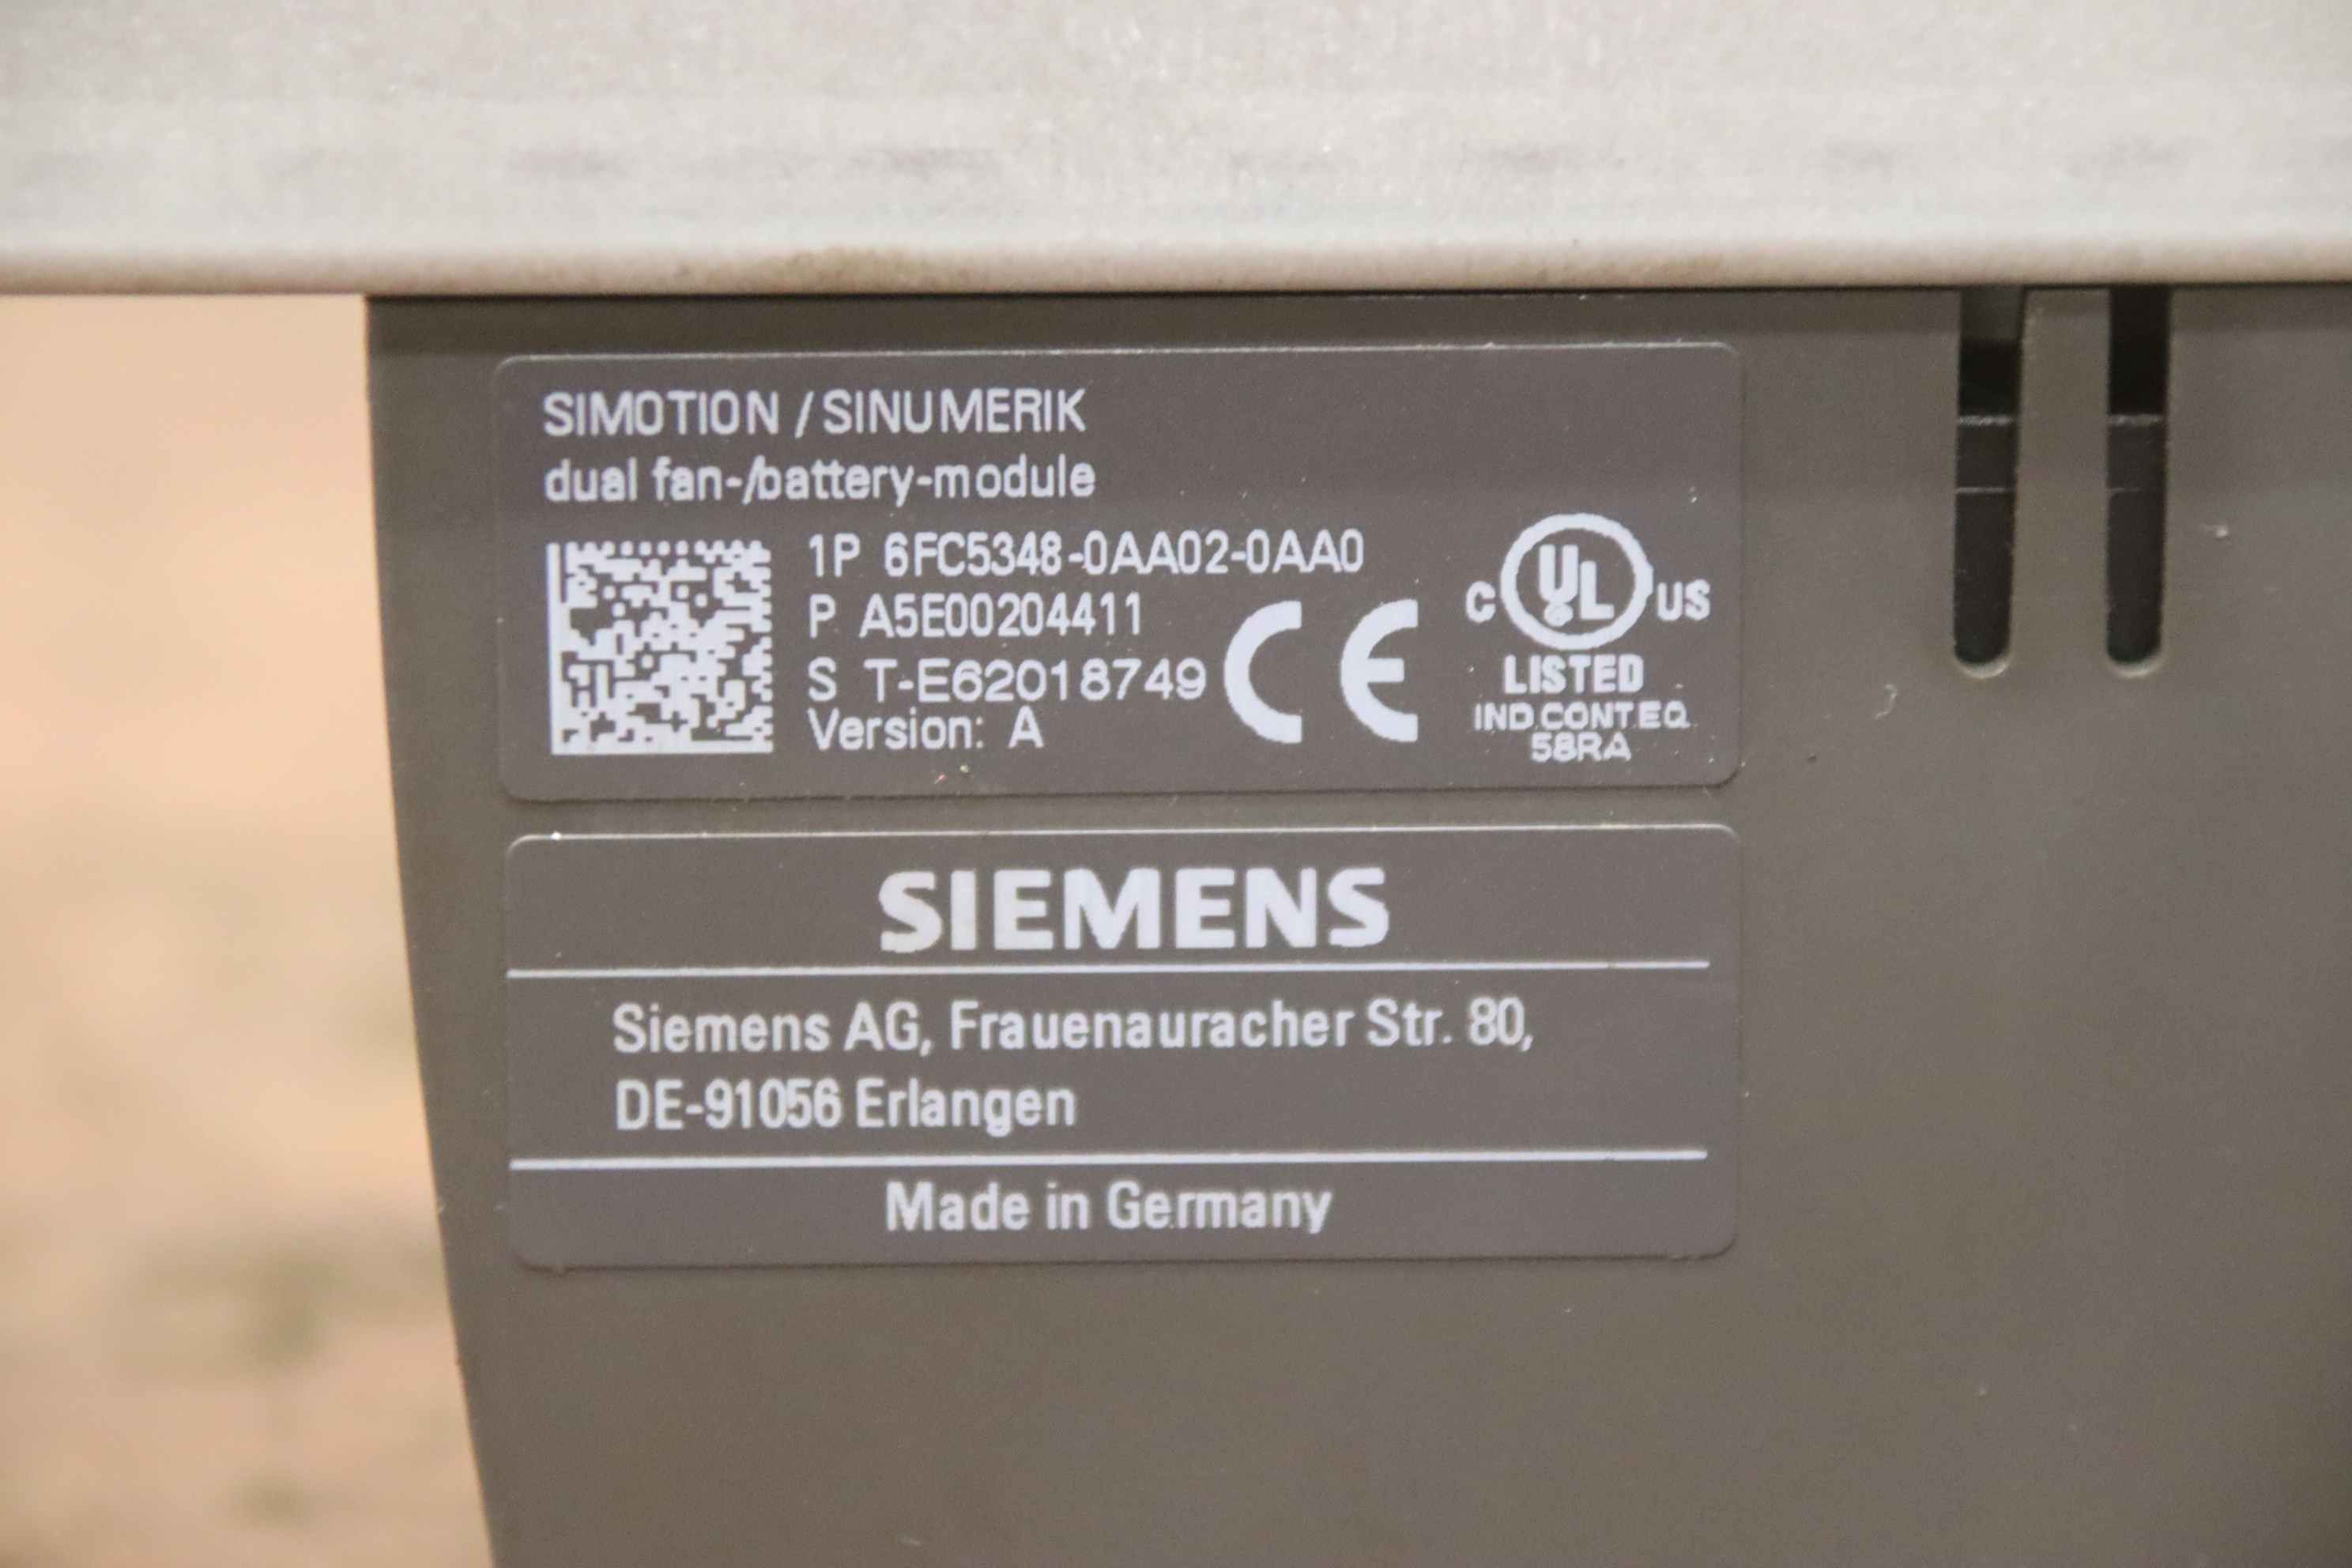 SIMOTION / SINUMERIK
dual fan-/battery-module
1P 6FC5348-0AA02-0AA0
P A5E00204411
S T-E62018749
Version: A
CE
C UL US
LISTED
IND.CONT.EQ.
58RA
SIEMENS
Siemens AG, Frauenauracher Str. 80,
DE-91056 Erlangen
Made in Germany